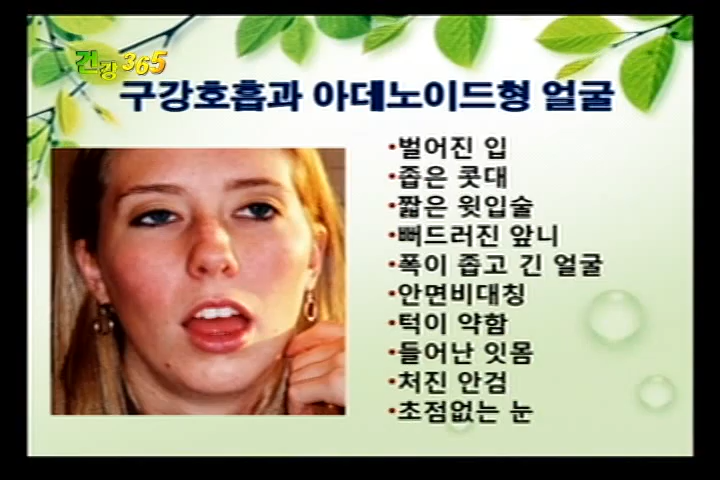 건강365
구강호흡과 아데노이드형 얼굴
•벌어진 입
•좁은 콧대
•짧은 윗입술
•뻐드러진 앞니
•폭이 좁고 긴 얼굴
•안면비대칭
•턱이 약함
•들어난 잇몸
•처진 안검
•초점없는 눈